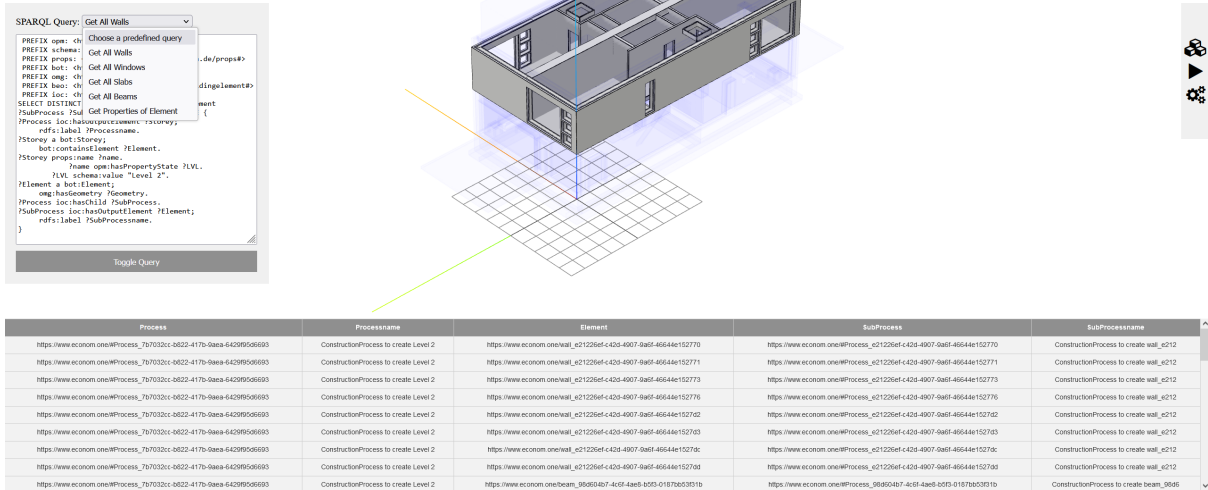 SPARQL Query: Get All Walls
Choose a predefined query
Get All Walls
Get All Windows
Get All Slabs
Get All Beams
Get Properties of Element
PREFIX opm: <h
PREFIX schema:
PREFIX props: .de/props#>
PREFIX bot: <ht
PREFIX omg: <ht
PREFIX beo: <ht dingelement#>
PREFIX ioc: <ht
SELECT DISTINCT ement
?SubProcess ?Su {
?Process ioc:hasOutputElement ?Storey;
rdfs:label ?Processname.
?Storey a bot:Storey;
bot:containsElement ?Element.
?Storey props:name ?name.
?name opm:hasPropertyState ?LVL.
?LVL schema:value "Level 2".
?Element a bot:Element;
omg:hasGeometry ?Geometry.
?Process ioc:hasChild ?SubProcess.
?SubProcess ioc:hasOutputElement ?Element;
rdfs:label ?SubProcessname.
}
Toggle Query
Process Processname Element SubProcess SubProcessname
https://www.econom.one/#Process_7b7032cc-b822-417b-9aea-6429f95d6693 ConstructionProcess to create Level 2 https://www.econom.one/wall_e21226ef-c42d-4907-9a6f-46644e152770 https://www.econom.one/#Process_e21226ef-c42d-4907-9a6f-46644e152770 ConstructionProcess to create wall_e212
https://www.econom.one/#Process_7b7032cc-b822-417b-9aea-6429f95d6693 ConstructionProcess to create Level 2 https://www.econom.one/wall_e21226ef-c42d-4907-9a6f-46644e152771 https://www.econom.one/#Process_e21226ef-c42d-4907-9a6f-46644e152771 ConstructionProcess to create wall_e212
https://www.econom.one/#Process_7b7032cc-b822-417b-9aea-6429f95d6693 ConstructionProcess to create Level 2 https://www.econom.one/wall_e21226ef-c42d-4907-9a6f-46644e152773 https://www.econom.one/#Process_e21226ef-c42d-4907-9a6f-46644e152773 ConstructionProcess to create wall_e212
https://www.econom.one/#Process_7b7032cc-b822-417b-9aea-6429f95d6693 ConstructionProcess to create Level 2 https://www.econom.one/wall_e21226ef-c42d-4907-9a6f-46644e152776 https://www.econom.one/#Process_e21226ef-c42d-4907-9a6f-46644e152776 ConstructionProcess to create wall_e212
https://www.econom.one/#Process_7b7032cc-b822-417b-9aea-6429f95d6693 ConstructionProcess to create Level 2 https://www.econom.one/wall_e21226ef-c42d-4907-9a6f-46644e1527d2 https://www.econom.one/#Process_e21226ef-c42d-4907-9a6f-46644e1527d2 ConstructionProcess to create wall_e212
https://www.econom.one/#Process_7b7032cc-b822-417b-9aea-6429f95d6693 ConstructionProcess to create Level 2 https://www.econom.one/wall_e21226ef-c42d-4907-9a6f-46644e1527d3 https://www.econom.one/#Process_e21226ef-c42d-4907-9a6f-46644e1527d3 ConstructionProcess to create wall_e212
https://www.econom.one/#Process_7b7032cc-b822-417b-9aea-6429f95d6693 ConstructionProcess to create Level 2 https://www.econom.one/wall_e21226ef-c42d-4907-9a6f-46644e1527dc https://www.econom.one/#Process_e21226ef-c42d-4907-9a6f-46644e1527dc ConstructionProcess to create wall_e212
https://www.econom.one/#Process_7b7032cc-b822-417b-9aea-6429f95d6693 ConstructionProcess to create Level 2 https://www.econom.one/wall_e21226ef-c42d-4907-9a6f-46644e1527dd https://www.econom.one/#Process_e21226ef-c42d-4907-9a6f-46644e1527dd ConstructionProcess to create wall_e212
https://www.econom.one/#Process_7b7032cc-b822-417b-9aea-6429f95d6693 ConstructionProcess to create Level 2 https://www.econom.one/beam_98d604b7-4c6f-4ae8-b5f3-0187bb53f31b https://www.econom.one/#Process_98d604b7-4c6f-4ae8-b5f3-0187bb53f31b ConstructionProcess to create beam_98d6